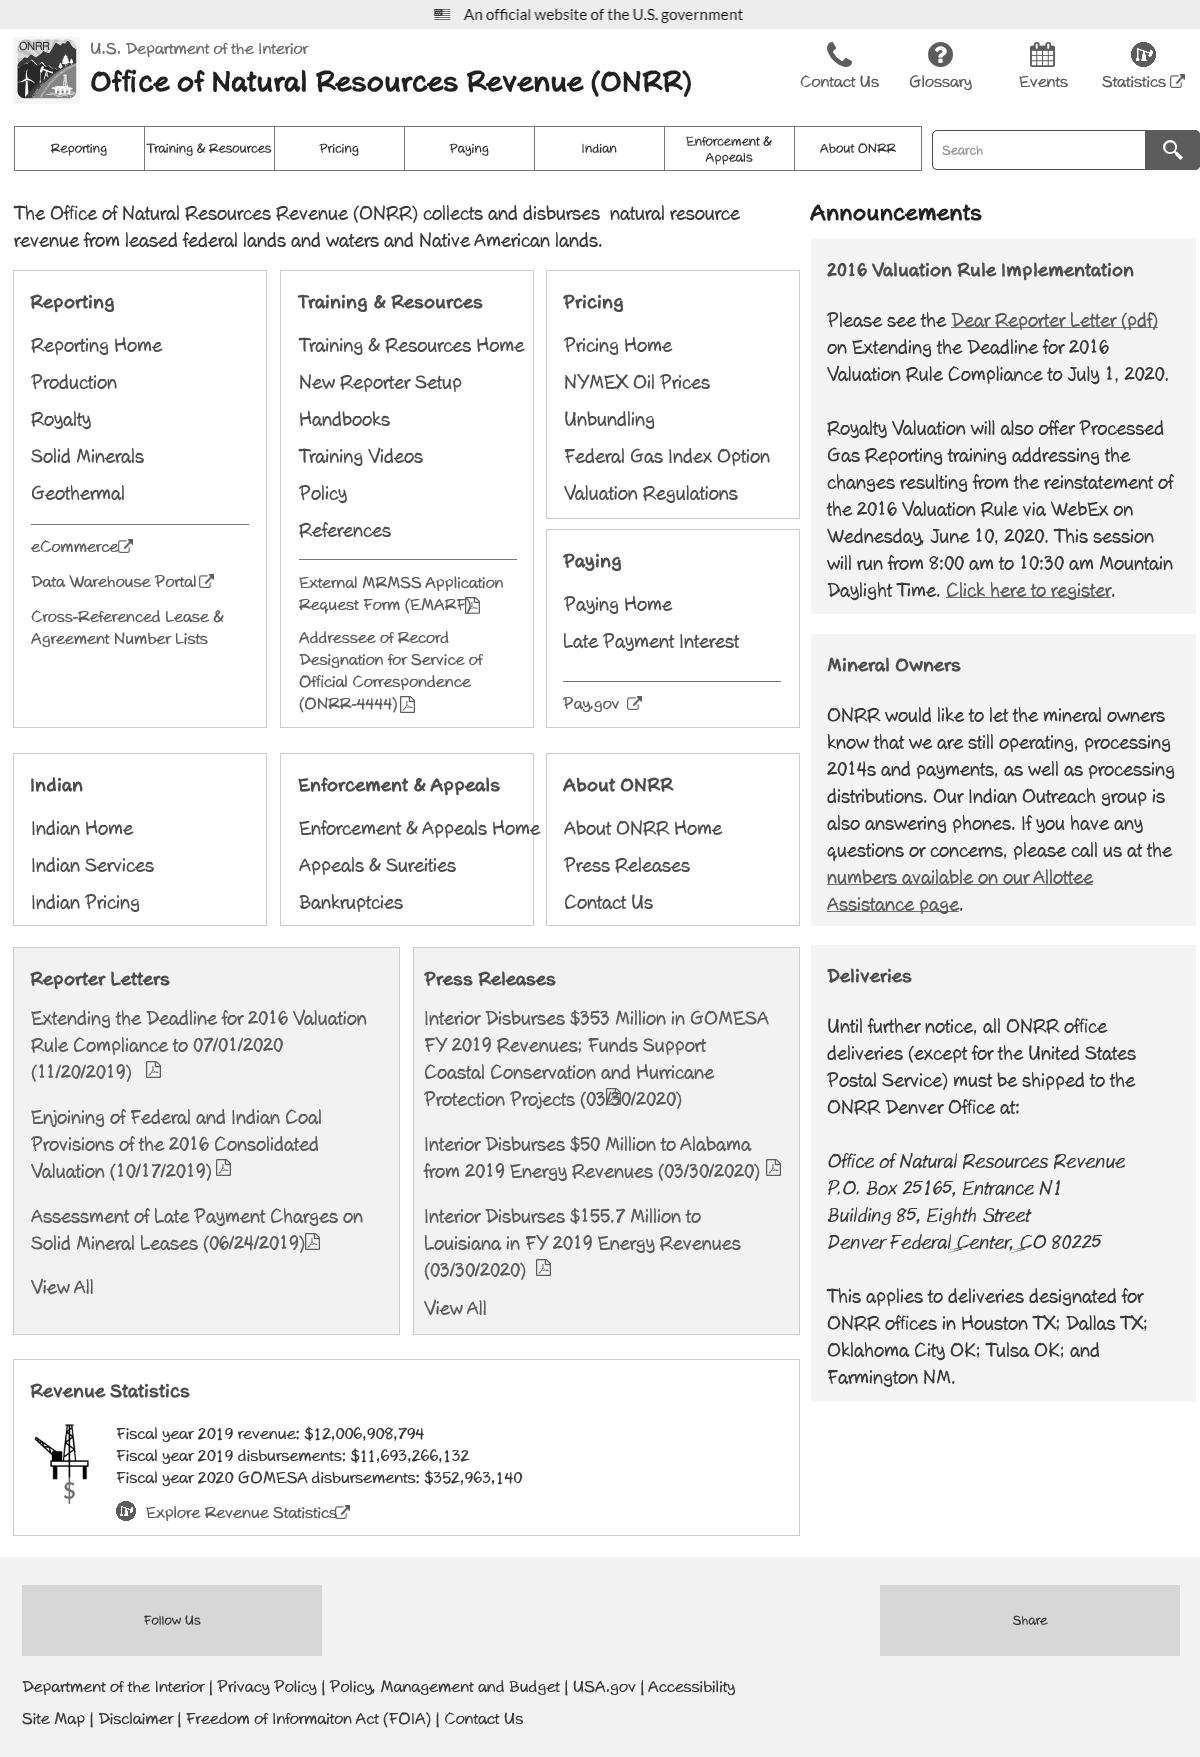 An official website of the U.S. government
ONRR
U.S. Department of the Interior
Office of Natural Resources Revenue (ONRR)
Contact Us
Glossary
Events
Statistics
Reporting
Training & Resources
Pricing
Paying
Indian
Enforcement &
Appeals
About ONRR
Search
The Office of Natural Resources Revenue (ONRR) collects and disburses natural resource
revenue from leased federal lands and waters and Native American lands.
Reporting
Reporting Home
Production
Royalty
Solid Minerals
Geothermal
eCommerce
Data Warehouse Portal
Cross-Referenced Lease &
Agreement Number Lists
Training & Resources
Training & Resources Home
New Reporter Setup
Handbooks
Training Videos
Policy
References
External MRMSS Application
Request Form (EMARF)
Addressee of Record
Designation for Service of
Official Correspondence
(ONRR-4444)
Pricing
Pricing Home
NYMEX Oil Prices
Unbundling
Federal Gas Index Option
Valuation Regulations
Paying
Paying Home
Late Payment Interest
Pay.gov
Indian
Indian Home
Indian Services
Indian Pricing
Enforcement & Appeals
Enforcement & Appeals Home
Appeals & Sureities
Bankruptcies
About ONRR
About ONRR Home
Press Releases
Contact Us
Reporter Letters
Extending the Deadline for 2016 Valuation
Rule Compliance to 07/01/2020
(11/20/2019)
Enjoining of Federal and Indian Coal
Provisions of the 2016 Consolidated
Valuation (10/17/2019)
Assessment of Late Payment Charges on
Solid Mineral Leases (06/24/2019)
View All
Press Releases
Interior Disburses $353 Million in GOMESA
FY 2019 Revenues; Funds Support
Coastal Conservation and Hurricane
Protection Projects (03/30/2020)
Interior Disburses $50 Million to Alabama
from 2019 Energy Revenues (03/30/2020)
Interior Disburses $155.7 Million to
Louisiana in FY 2019 Energy Revenues
(03/30/2020)
View All
Revenue Statistics
$
Fiscal year 2019 revenue: $12,006,908,794
Fiscal year 2019 disbursements: $11,693,266,132
Fiscal year 2020 GOMESA disbursements: $352,963,140
Explore Revenue Statistics
Announcements
2016 Valuation Rule Implementation
Please see the Dear Reporter Letter (pdf)
on Extending the Deadline for 2016
Valuation Rule Compliance to July 1, 2020.
Royalty Valuation will also offer Processed
Gas Reporting training addressing the
changes resulting from the reinstatement of
the 2016 Valuation Rule via WebEx on
Wednesday, June 10, 2020. This session
will run from 8:00 am to 10:30 am Mountain
Daylight Time. Click here to register.
Mineral Owners
ONRR would like to let the mineral owners
know that we are still operating, processing
2014s and payments, as well as processing
distributions. Our Indian Outreach group is
also answering phones. If you have any
questions or concerns, please call us at the
numbers available on our Allottee
Assistance page.
Deliveries
Until further notice, all ONRR office
deliveries (except for the United States
Postal Service) must be shipped to the
ONRR Denver Office at:
Office of Natural Resources Revenue
P.O. Box 25165, Entrance N1
Building 85, Eighth Street
Denver Federal Center, CO 80225
This applies to deliveries designated for
ONRR offices in Houston TX; Dallas TX;
Oklahoma City OK; Tulsa OK; and
Farmington NM.
Follow Us
Share
Department of the Interior | Privacy Policy | Policy, Management and Budget | USA.gov | Accessibility
Site Map | Disclaimer | Freedom of Informaiton Act (FOIA) | Contact Us